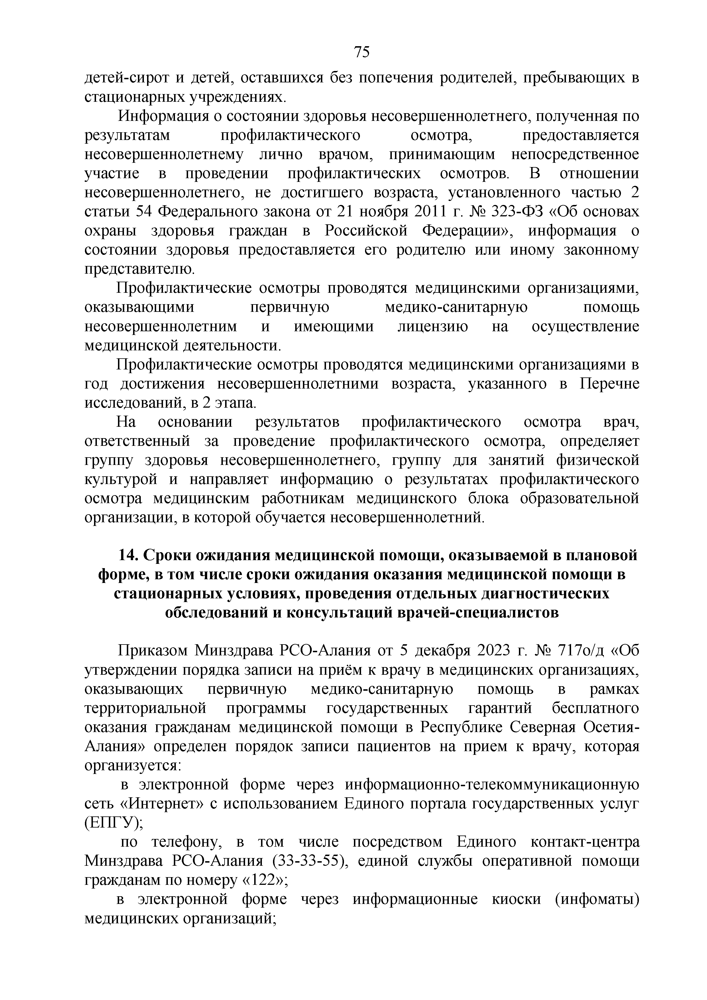 75
детей-сирот и детей, оставшихся без попечения родителей, пребывающих в
стационарных учреждениях.
Информация о состоянии здоровья несовершеннолетнего, полученная по
результатам профилактического осмотра, предоставляется
несовершеннолетнему лично врачом, принимающим непосредственное
участие в проведении профилактических осмотров. В отношении
несовершеннолетнего, не достигшего возраста, установленного частью 2
статьи 54 Федерального закона от 21 ноября 2011 г. № 323-ФЗ «Об основах
охраны здоровья граждан в Российской Федерации», информация о
состоянии здоровья предоставляется его родителю или иному законному
представителю.
Профилактические осмотры проводятся медицинскими организациями,
оказывающими первичную медико-санитарную помощь
несовершеннолетним и имеющими лицензию на осуществление
медицинской деятельности.
Профилактические осмотры проводятся медицинскими организациями в
год достижения несовершеннолетними возраста, указанного в Перечне
исследований, в 2 этапа.
На основании результатов профилактического осмотра врач,
ответственный за проведение профилактического осмотра, определяет
группу здоровья несовершеннолетнего, группу для занятий физической
культурой и направляет информацию о результатах профилактического
осмотра медицинским работникам медицинского блока образовательной
организации, в которой обучается несовершеннолетний.
14. Сроки ожидания медицинской помощи, оказываемой в плановой
форме, в том числе сроки ожидания оказания медицинской помощи в
стационарных условиях, проведения отдельных диагностических
обследований и консультаций врачей-специалистов
Приказом Минздрава РСО-Алания от 5 декабря 2023 г. № 717о/д «Об
утверждении порядка записи на приём к врачу в медицинских организациях,
оказывающих первичную медико-санитарную помощь в рамках
территориальной программы государственных гарантий бесплатного
оказания гражданам медицинской помощи в Республике Северная Осетия-
Алания» определен порядок записи пациентов на прием к врачу, которая
организуется:
в электронной форме через информационно-телекоммуникационную
сеть «Интернет» с использованием Единого портала государственных услуг
(ЕПГУ);
по телефону, в том числе посредством Единого контакт-центра
Минздрава РСО-Алания (33-33-55), единой службы оперативной помощи
гражданам по номеру «122»;
в электронной форме через информационные киоски (инфоматы)
медицинских организаций;